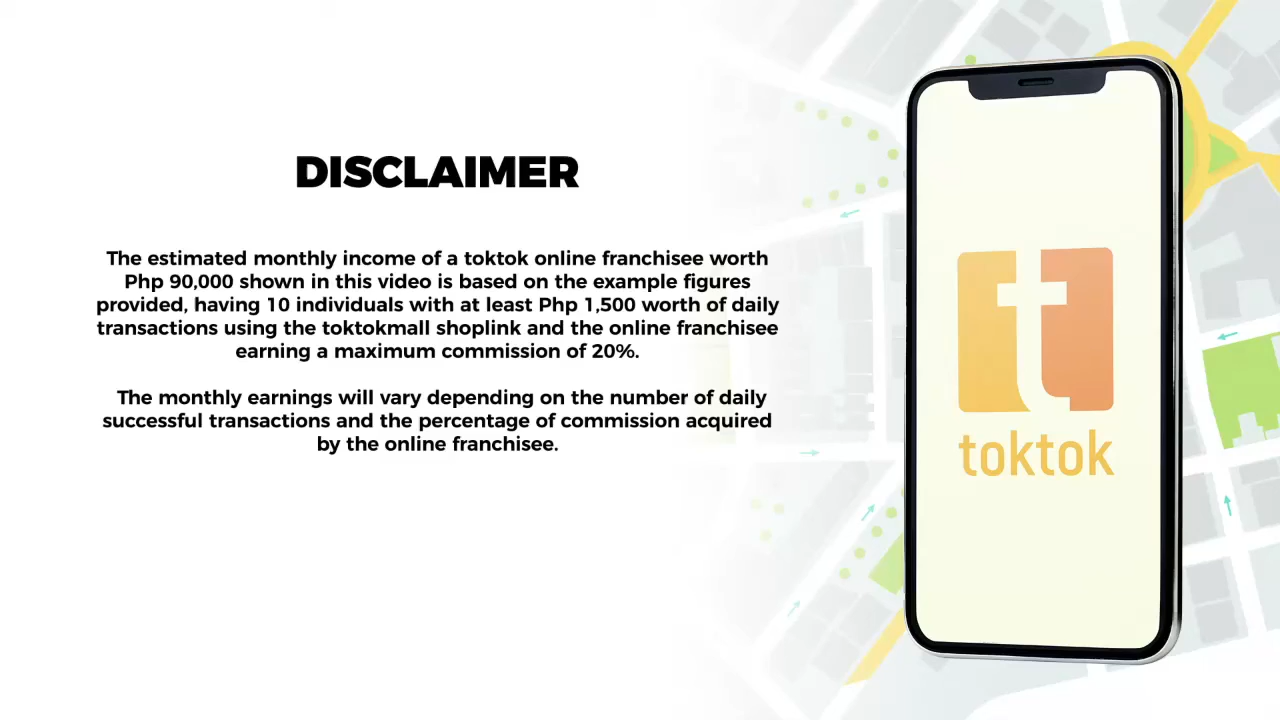 DISCLAIMER
The estimated monthly income of a toktok online franchisee worth
Php 90,000 shown in this video is based on the example figures
provided, having 10 individuals with at least Php 1,500 worth of daily
transactions using the toktokmall shoplink and the online franchisee
earning a maximum commission of 20%.
The monthly earnings will vary depending on the number of daily
successful transactions and the percentage of commission acquired
by the online franchisee.
t
toktok